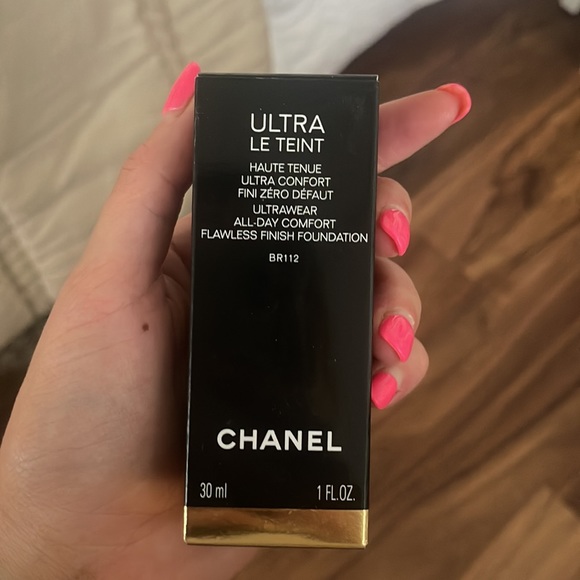 ULTRA
LE TEINT
HAUTE TENUE
ULTRA CONFORT
FINI ZÉRO DÉFAUT
ULTRAWEAR
ALL-DAY COMFORT
FLAWLESS FINISH FOUNDATION
BR112
CHANEL
30 ml 1 FL.OZ.